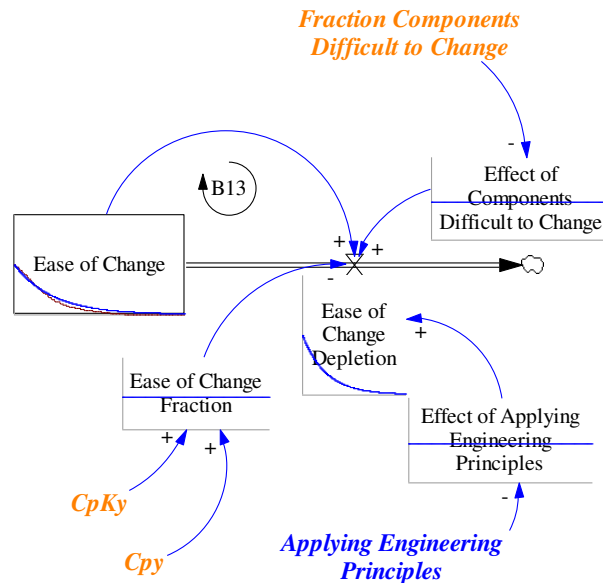 Fraction Components
Difficult to Change
-
Effect of
Components
Difficult to Change
B13
Ease of Change
+
+
-
Ease of
Change
Depletion
+
Ease of Change
Fraction
Effect of Applying
Engineering
Principles
+
+
-
CpKy
Cpy
Applying Engineering
Principles